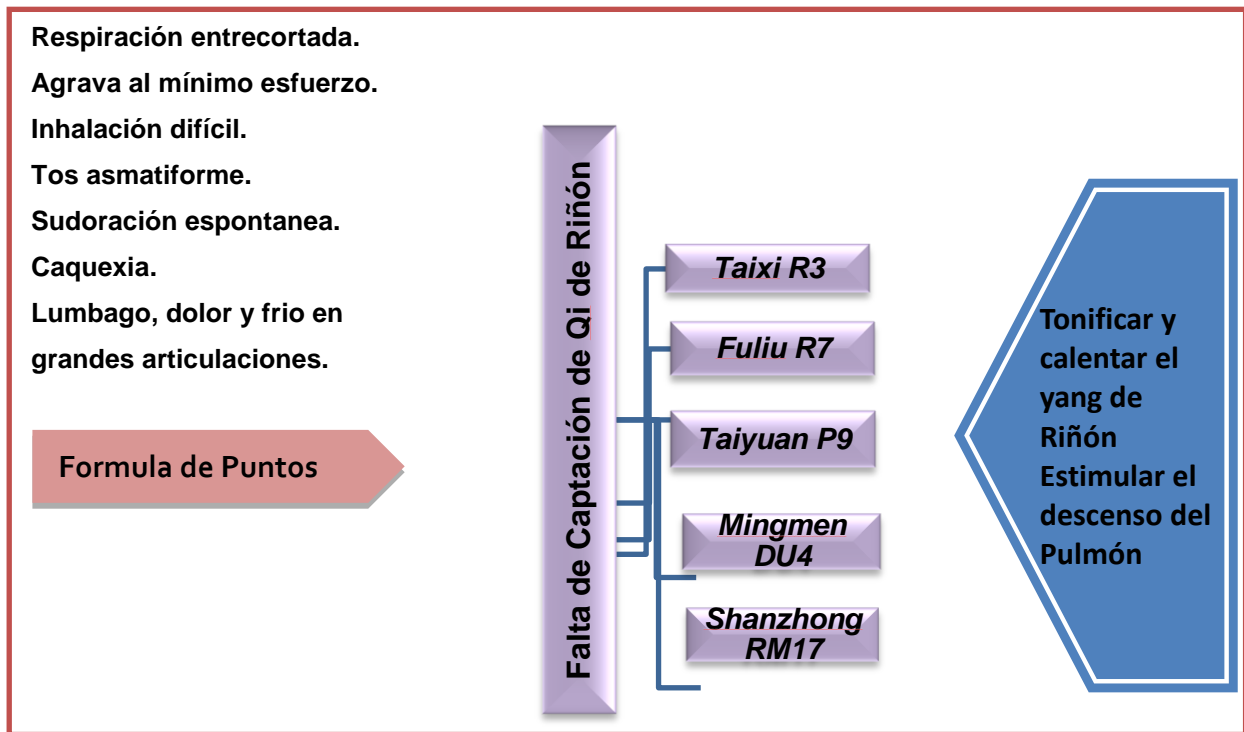 Respiración entrecortada.
Agrava al mínimo esfuerzo.
Inhalación difícil.
Tos asmatiforme.
Sudoración espontanea.
Caquexia.
Lumbago, dolor y frio en
grandes articulaciones.
Formula de Puntos
Falta de Captación de Qi de Riñón
Taixi R3
Fuliu R7
Taiyuan P9
Mingmen
DU4
Shanzhong
RM17
Tonificar y
calentar el
yang de
Riñón
Estimular el
descenso del
Pulmón